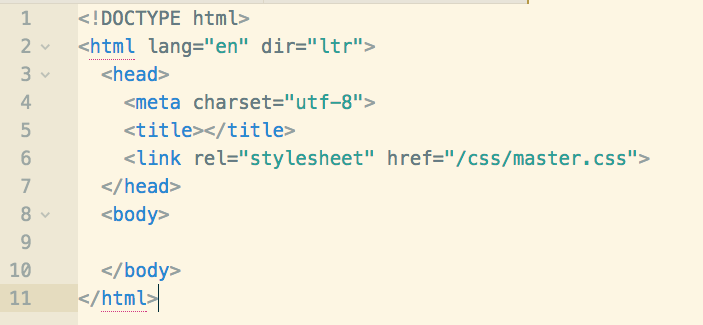 1 <!DOCTYPE html>
2 <html lang="en" dir="ltr">
3 <head>
4 <meta charset="utf-8">
5 <title></title>
6 <link rel="stylesheet" href="/css/master.css">
7 </head>
8 <body>
9
10 </body>
11 </html>